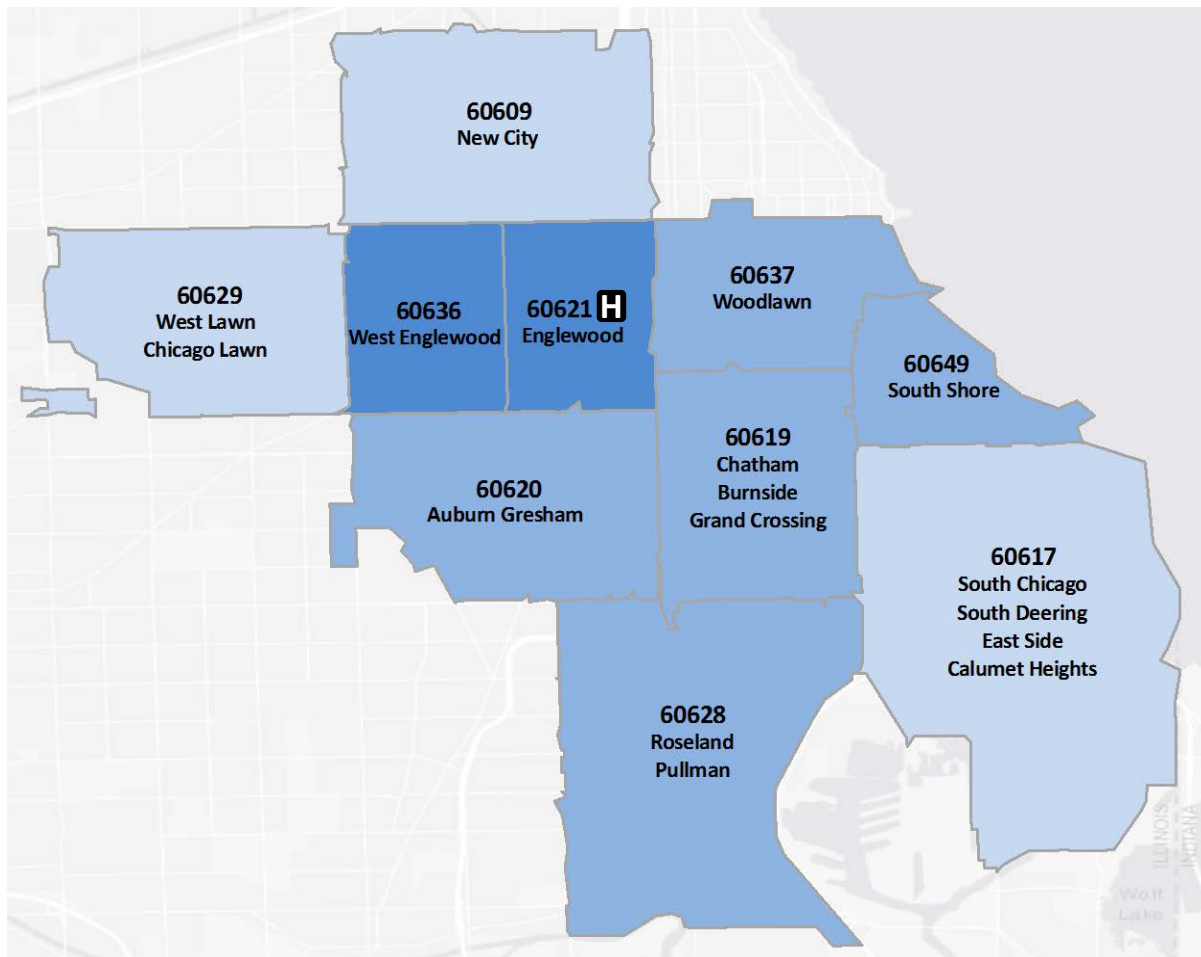 60609
New City
60629
West Lawn
Chicago Lawn
60636
West Englewood
60621 H
Englewood
60637
Woodlawn
60649
South Shore
60620
Auburn Gresham
60619
Chatham
Burnside
Grand Crossing
60617
South Chicago
South Deering
East Side
Calumet Heights
60628
Roseland
Pullman
ILLINOIS
INDIANA
Wolf
Lake